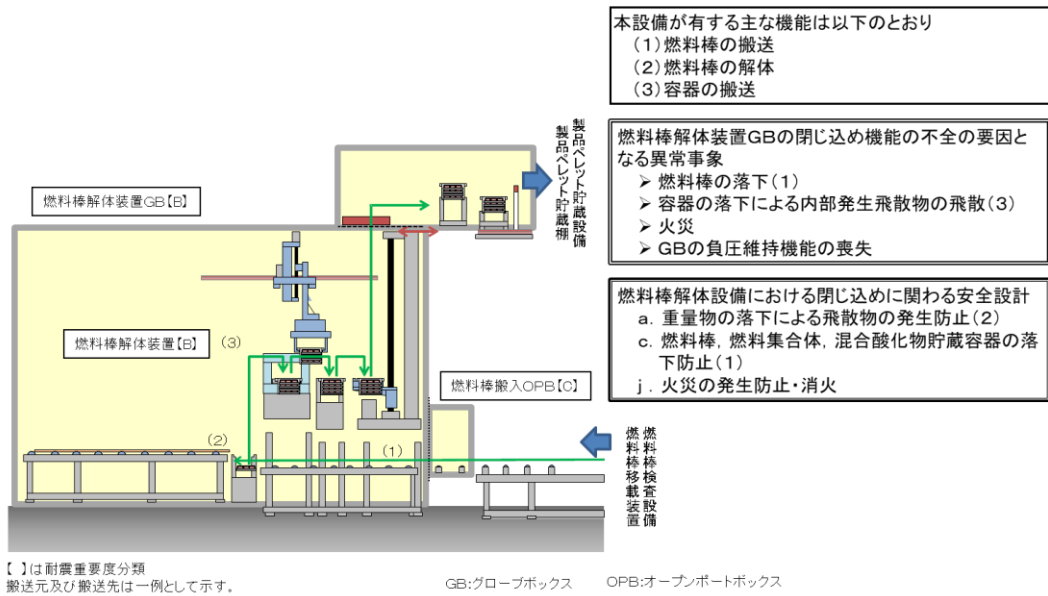 本設備が有する主な機能は以下のとおり
(1)燃料棒の搬送
(2)燃料棒の解体
(3)容器の搬送
燃料棒解体装置GBの閉じ込め機能の不全の要因と
なる異常事象
➢ 燃料棒の落下(1)
➢ 容器の落下による内部発生飛散物の飛散(3)
➢ 火災
➢ GBの負圧維持機能の喪失
燃料棒解体設備における閉じ込めに関わる安全設計
a. 重量物の落下による飛散物の発生防止(2)
c. 燃料棒，燃料集合体，混合酸化物貯蔵容器の落
下防止(1)
j. 火災の発生防止・消火
製品ペレット貯蔵設備
製品ペレット貯蔵棚
燃料棒解体装置GB【B】
燃料棒解体装置【B】
(3)
燃料棒搬入OPB【C】
(2)
(1)
燃料棒検査設備
燃料棒移載装置
【 】は耐震重要度分類
搬送元及び搬送先は一例として示す。
GB:グローブボックス
OPB:オープンポートボックス